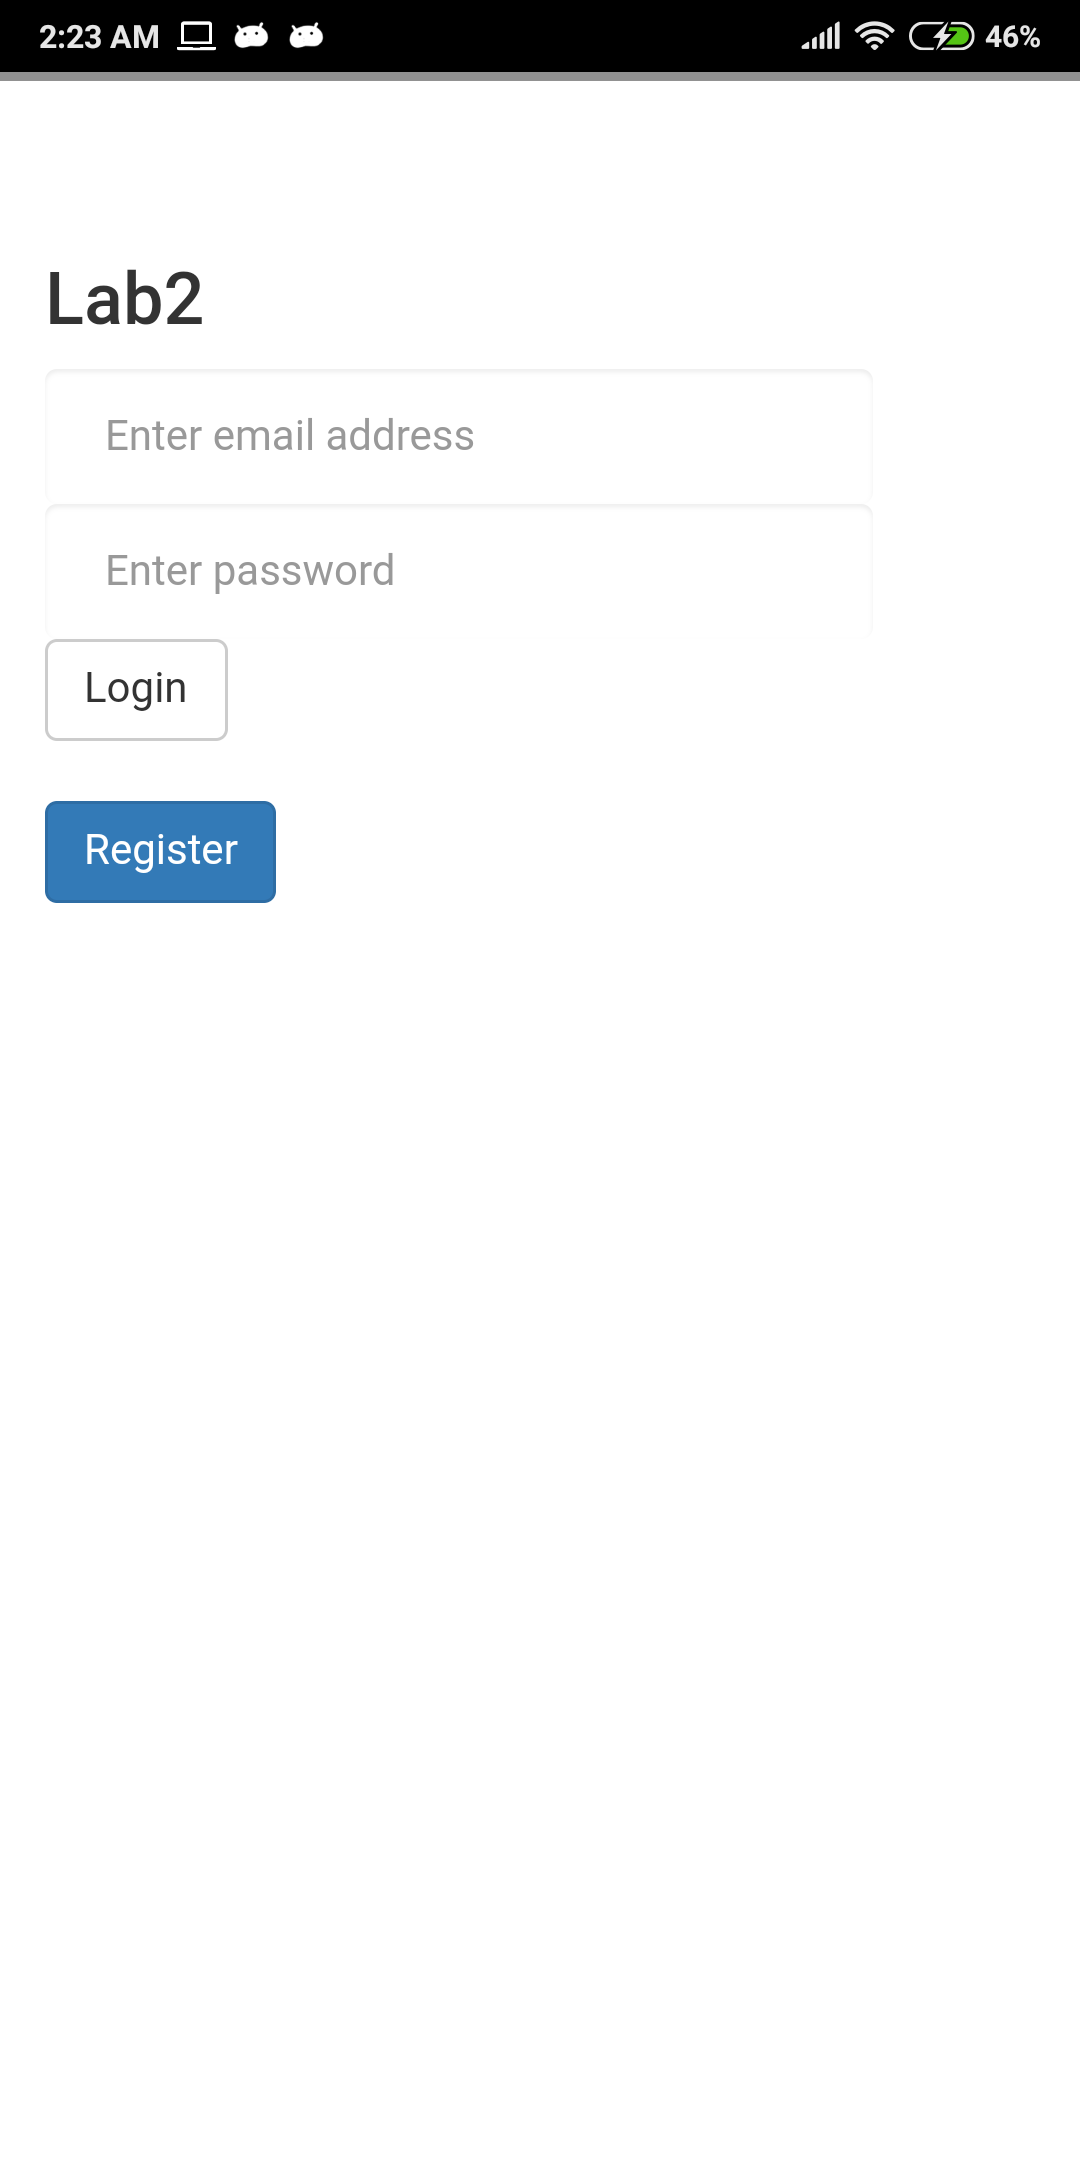 2:23 AM 46%
Lab2
Enter email address
Enter password
Login
Register